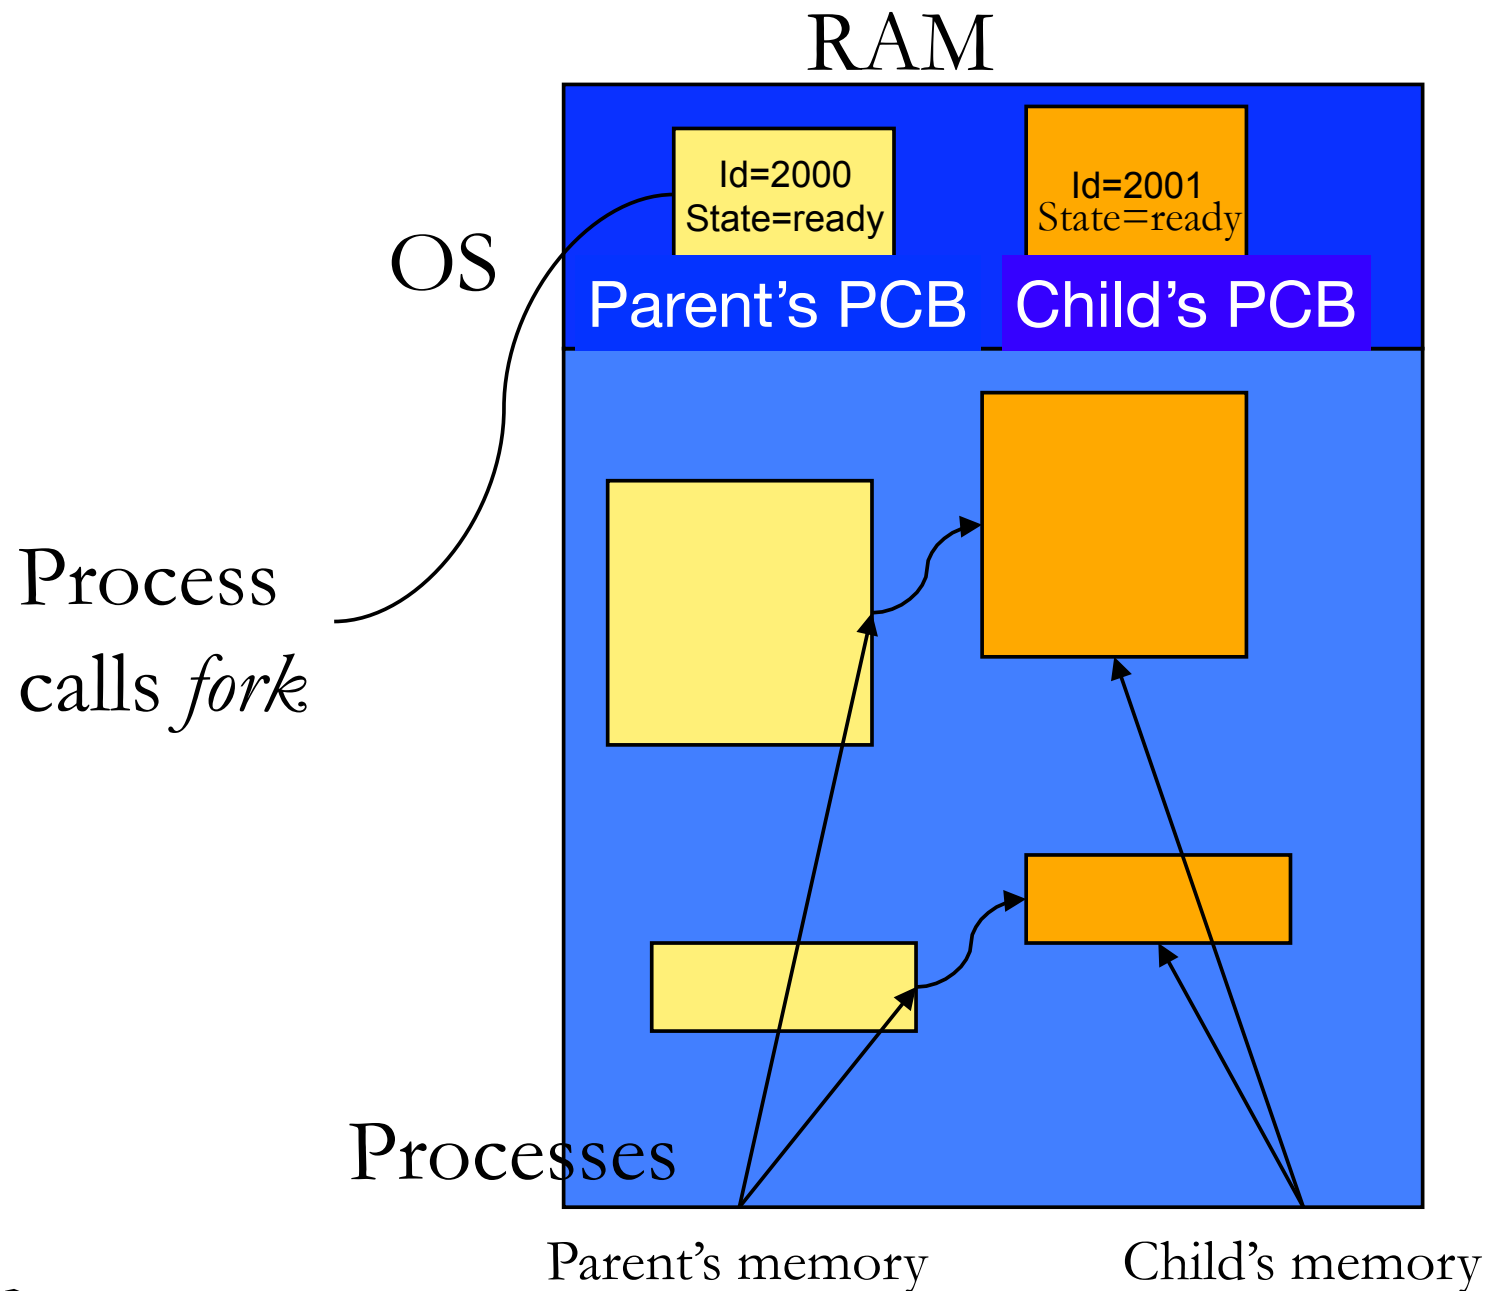 RAM
Id=2000
State=ready
Id=2001
State=ready
OS
Parent’s PCB
Child’s PCB
Process
calls fork
Processes
Parent’s memory
Child’s memory